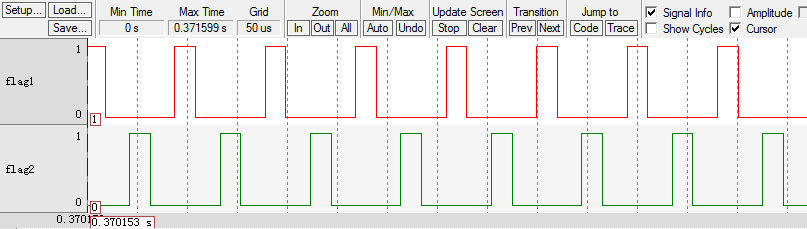 Setup... Load... Min Time Max Time Grid Zoom Min/Max Update Screen Transition Jump to Signal Info Amplitude
Save... 0 s 0.371599 s 50 us In Out All Auto Undo Stop Clear Prev Next Code Trace Show Cycles Cursor
1
flag1
0
1
1
flag2
0
0
0.3701
0.370153 s